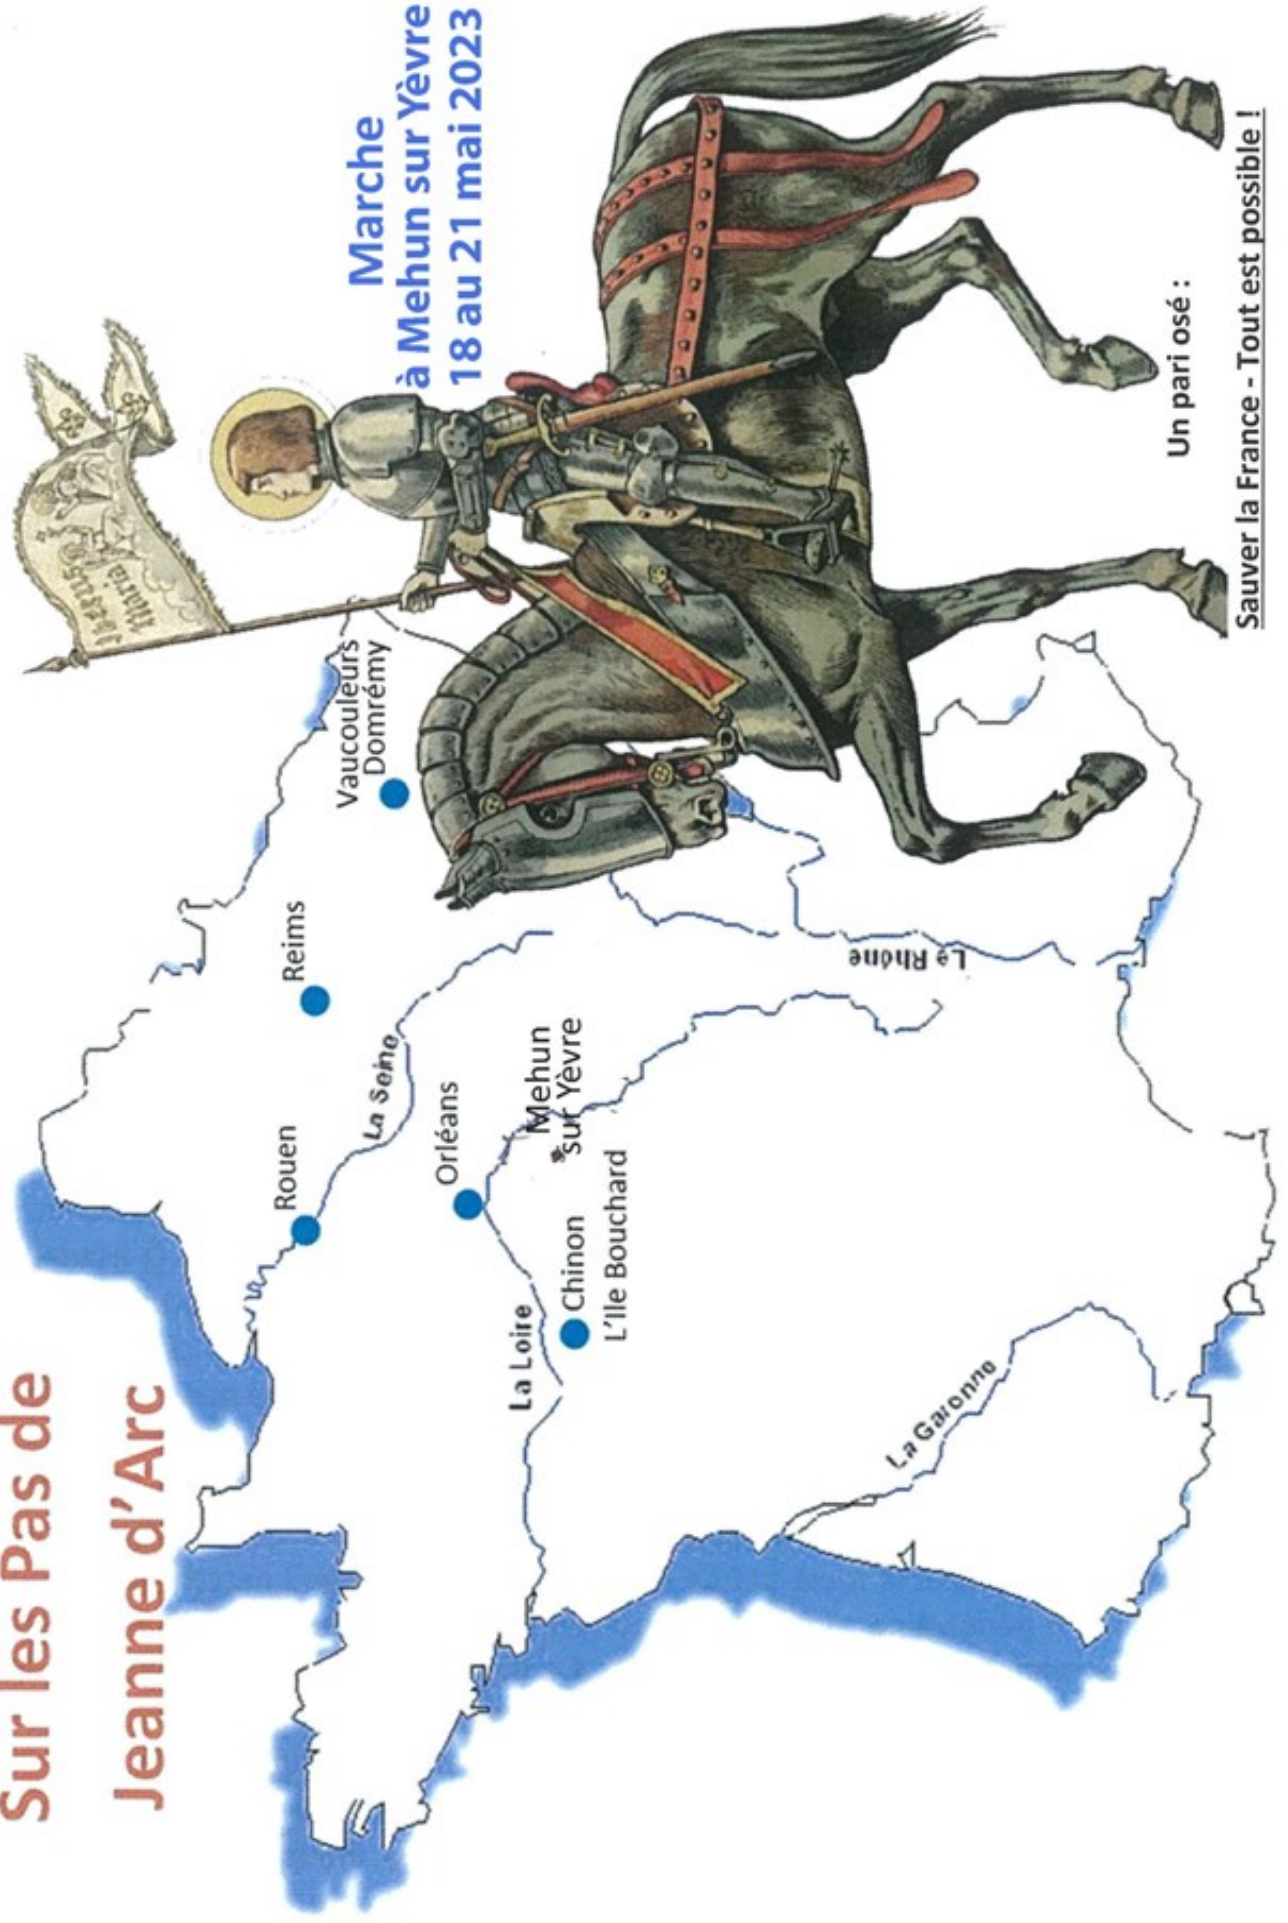 Sur les Pas de
Jeanne d'Arc
Marche
à Mehun sur Yèvre
18 au 21 mai 2023
Jhesus
Maria
Vaucouleurs
Domrémy
Reims
Rouen
La Seine
Orléans
Mehun
sur Yèvre
La Loire
Chinon
L'Ile Bouchard
Le Rhône
La Garonne
Un pari osé :
Sauver la France - Tout est possible !